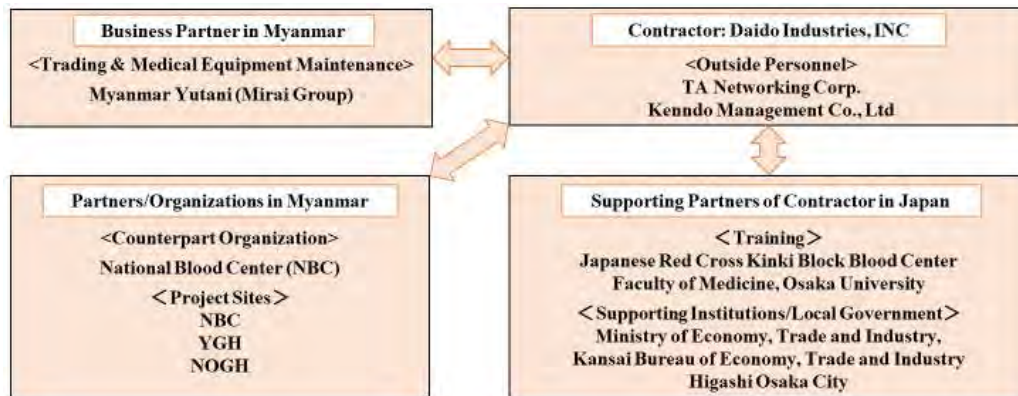 Business Partner in Myanmar
<Trading & Medical Equipment Maintenance>
Myanmar Yutani (Mirai Group)
Contractor: Daido Industries, INC
<Outside Personnel>
TA Networking Corp.
Kenndo Management Co., Ltd
Partners/Organizations in Myanmar
<Counterpart Organization>
National Blood Center (NBC)
＜Project Sites＞
NBC
YGH
NOGH
Supporting Partners of Contractor in Japan
＜Training＞
Japanese Red Cross Kinki Block Blood Center
Faculty of Medicine, Osaka University
＜Supporting Institutions/Local Government＞
Ministry of Economy, Trade and Industry,
Kansai Bureau of Economy, Trade and Industry
Higashi Osaka City